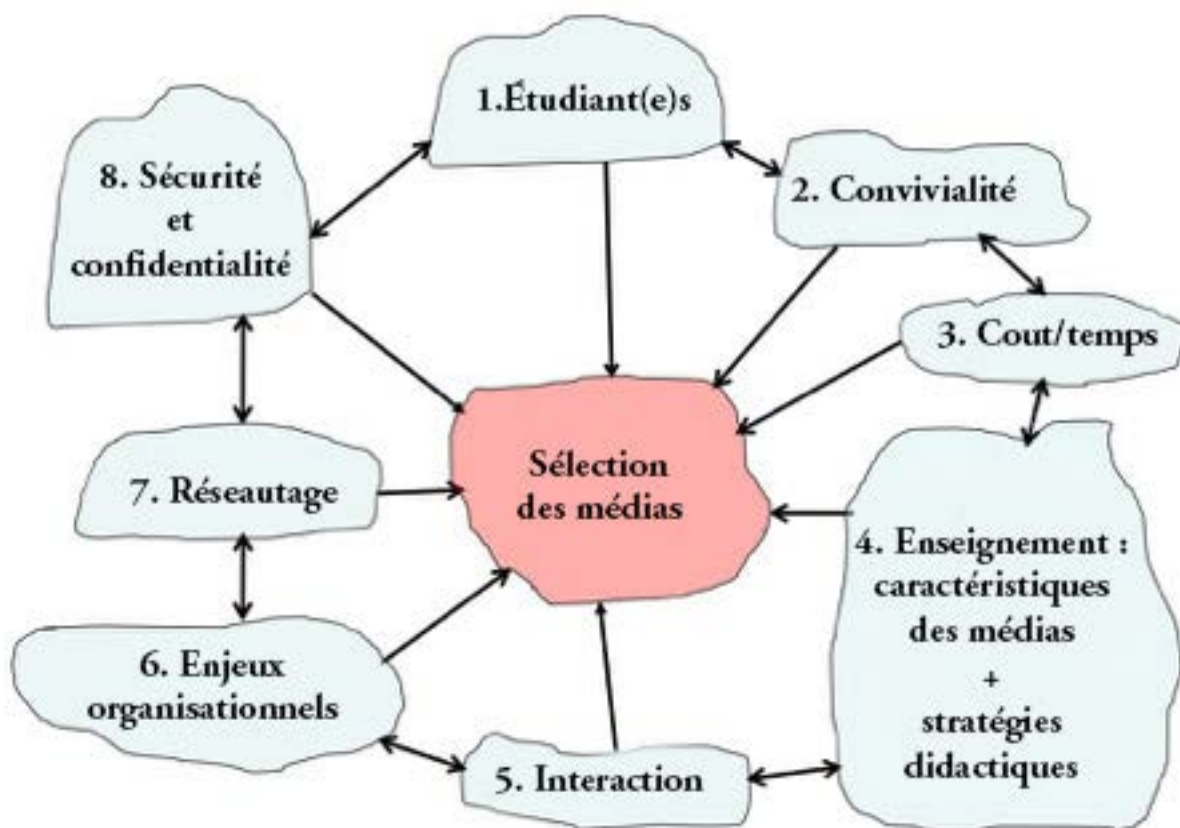 1.Étudiant(e)s
2. Convivialité
3. Cout/temps
4. Enseignement :
caractéristiques
des médias
+
stratégies
didactiques
5. Interaction
6. Enjeux
organisationnels
7. Réseautage
8. Sécurité
et
confidentialité
Sélection
des médias